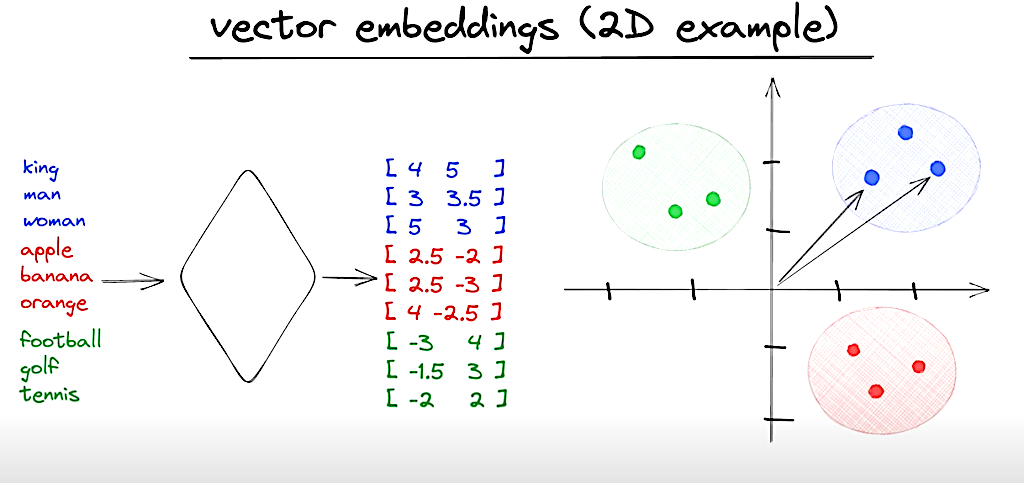 vector embeddings (2D example)
king
man
woman
apple
banana
orange
football
golf
tennis
[ 4 5 ]
[ 3 3.5 ]
[ 5 3 ]
[ 2.5 -2 ]
[ 2.5 -3 ]
[ 4 -2.5 ]
[ -3 4 ]
[ -1.5 3 ]
[ -2 2 ]